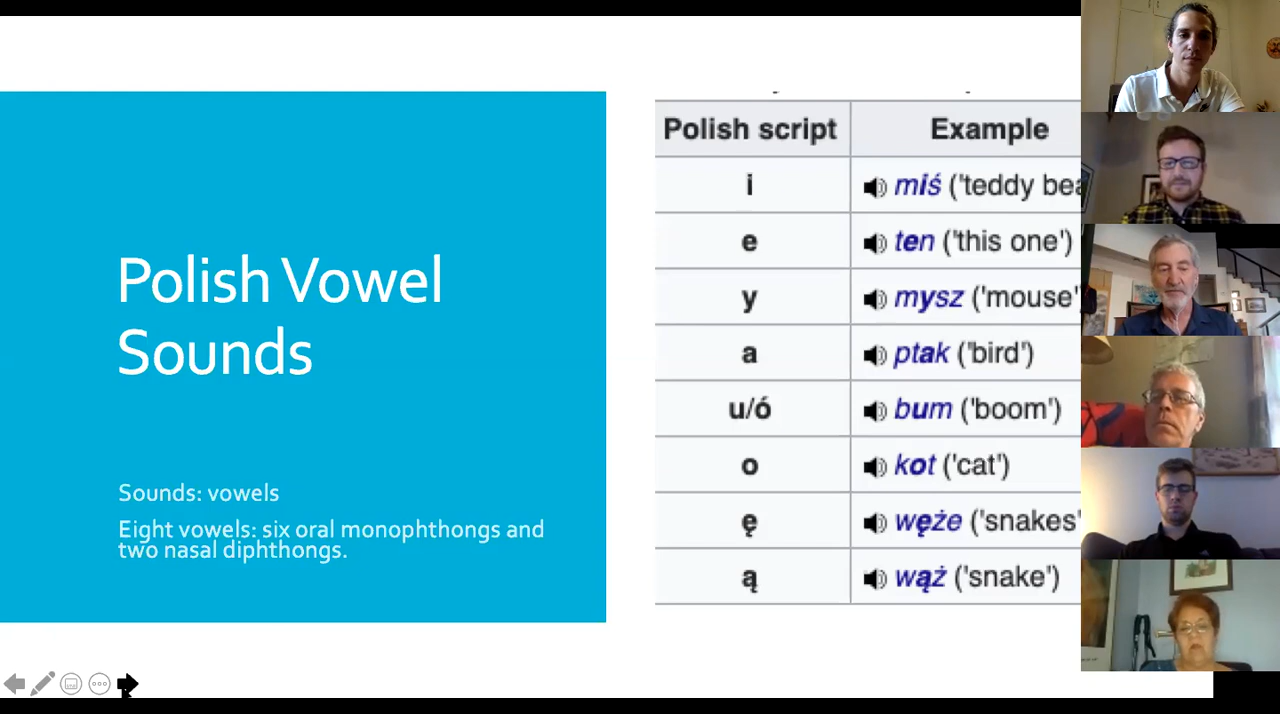 Polish Vowel
Sounds
Sounds: vowels
Eight vowels: six oral monophthongs and
two nasal diphthongs.
Polish script Example
i miś ('teddy bea
e ten ('this one')
y mysz ('mouse'
a ptak ('bird')
u/ó bum ('boom')
o kot ('cat')
ę węże ('snakes'
ą wąż ('snake')